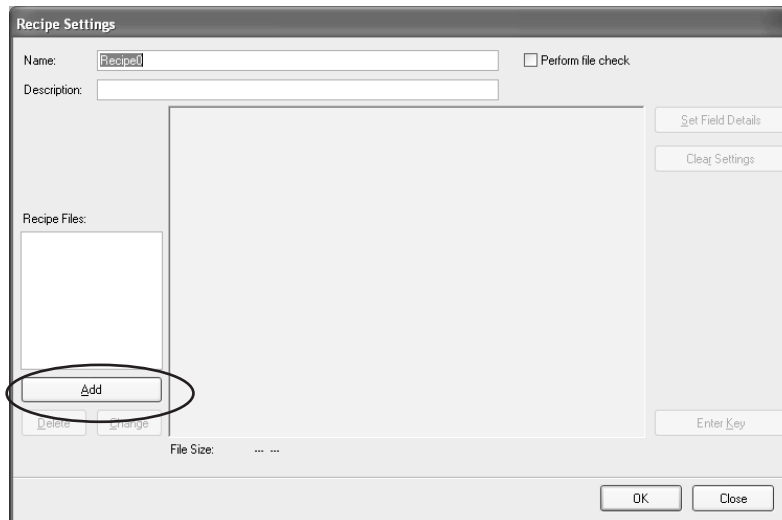 Recipe Settings
Name: Recipe0 Perform file check
Description:
Set Field Details
Clear Settings
Recipe Files:
Add
Delete Change Enter Key
File Size: --- ---
OK Close